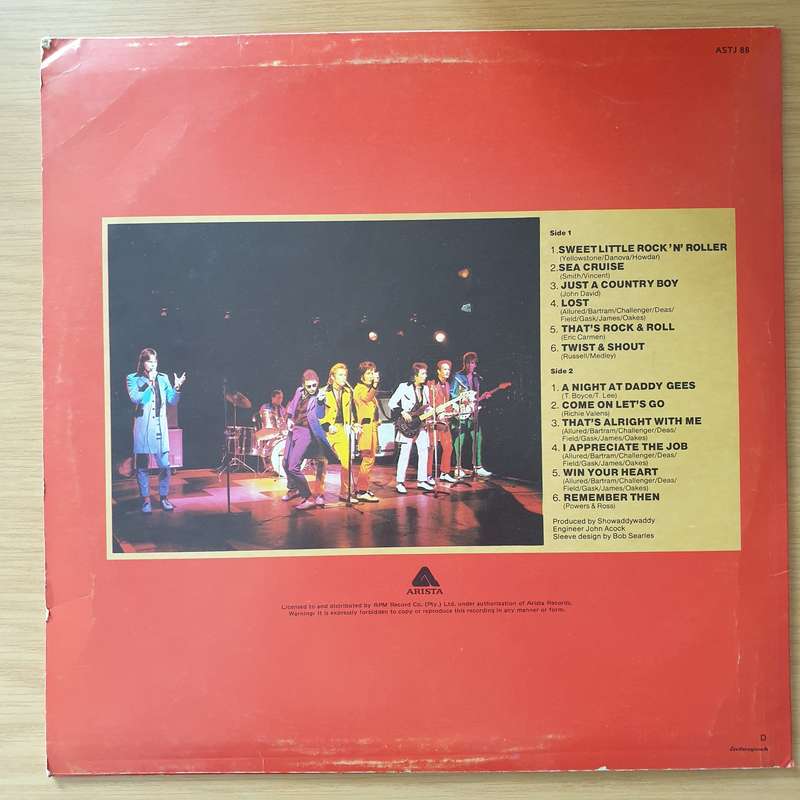 ASTJ 88
Side 1
1. SWEET LITTLE ROCK 'N' ROLLER
(Yellowstone/Danova/Howdar)
2. SEA CRUISE
(Smith/Vincent)
3. JUST A COUNTRY BOY
(John David)
4. LOST
(Allured/Bartram/Challenger/Deas/
Field/Gask/James/Oakes)
5. THAT'S ROCK & ROLL
(Eric Carmen)
6. TWIST & SHOUT
(Russell/Medley)
Side 2
1. A NIGHT AT DADDY GEES
(T. Boyce/T. Lee)
2. COME ON LET'S GO
(Richie Valens)
3. THAT'S ALRIGHT WITH ME
(Allured/Bartram/Challenger/Deas/
Field/Gask/James/Oakes)
4. I APPRECIATE THE JOB
(Allured/Bartram/Challenger/Deas/
Field/Gask/James/Oakes)
5. WIN YOUR HEART
(Allured/Bartram/Challenger/Deas/
Field/Gask/James/Oakes)
6. REMEMBER THEN
(Powers & Ross)
Produced by Showaddywaddy
Engineer John Acock
Sleeve design by Bob Searles
ARISTA
Licensed to and distributed by RPM Record Co. (Pty.) Ltd. under authorisation of Arista Records.
Warning: It is expressly forbidden to copy or reproduce this recording in any manner or form.
D